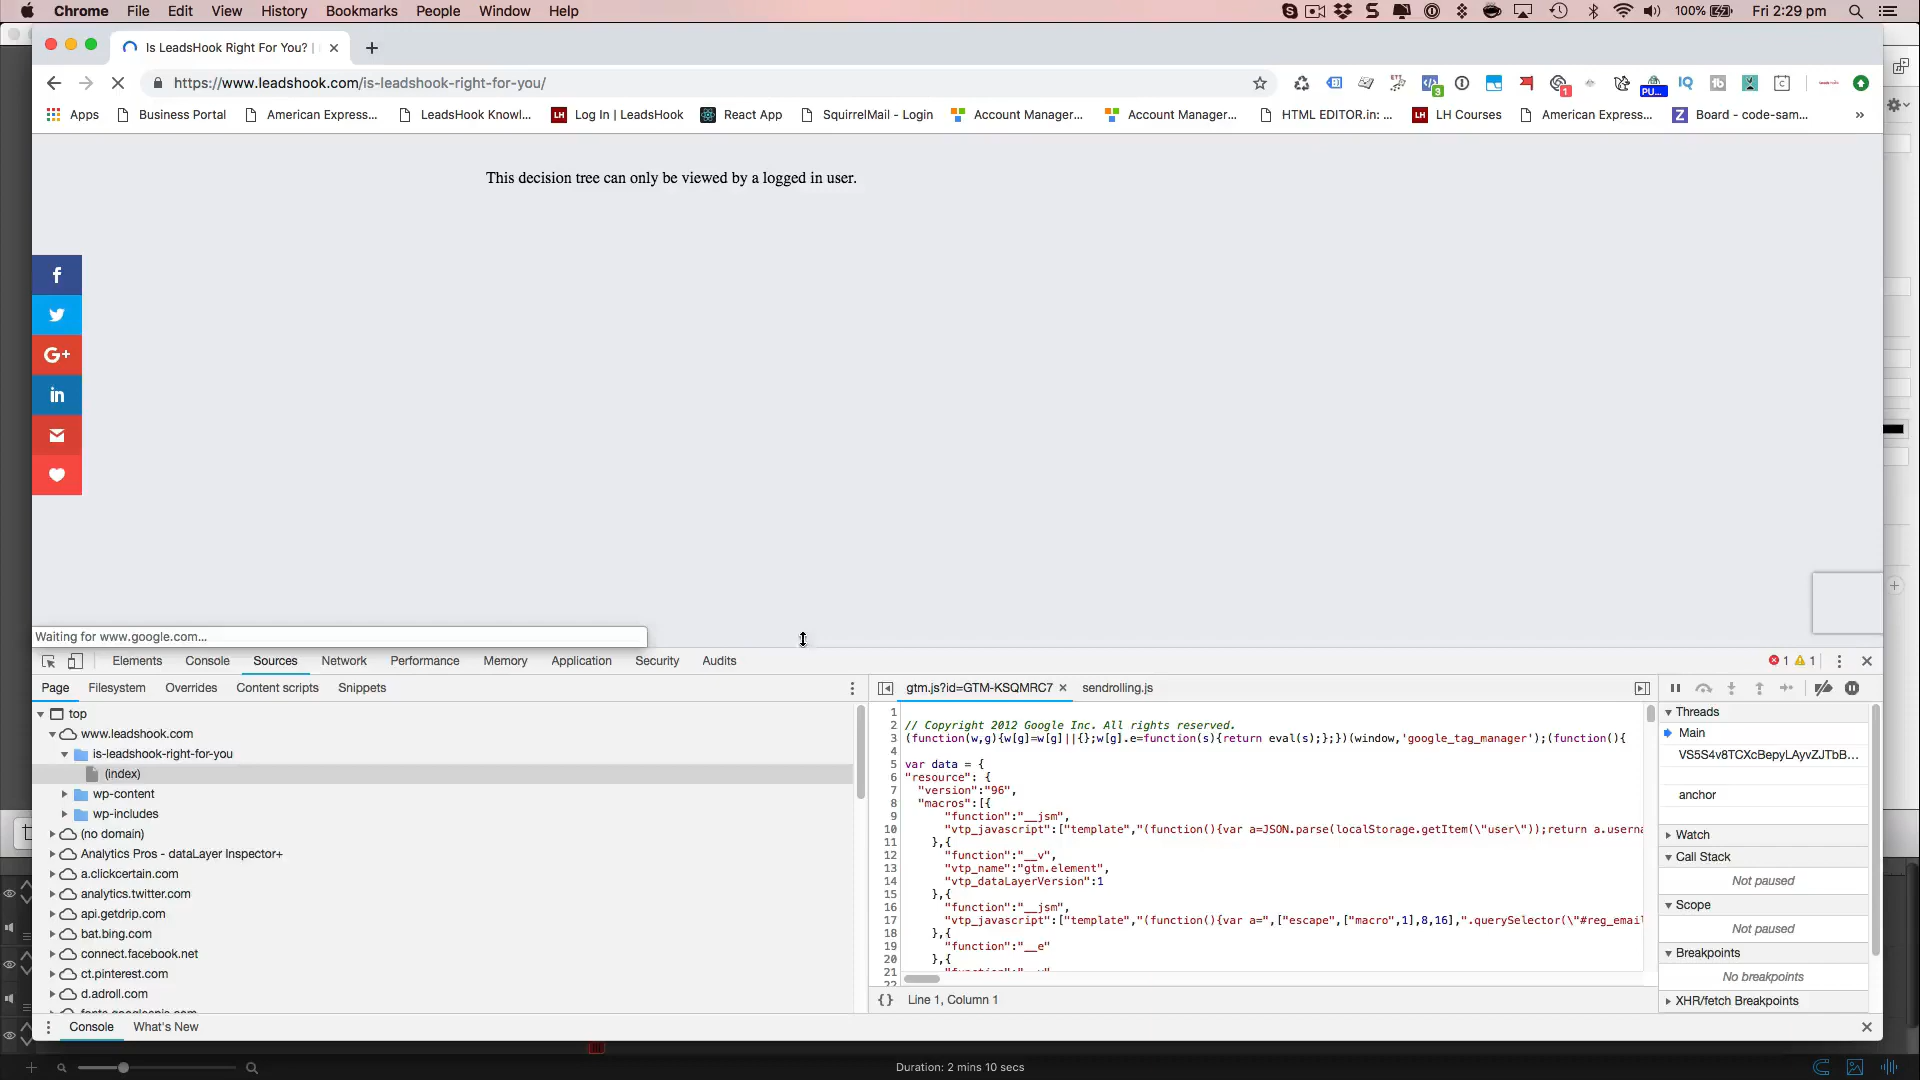 Chrome File Edit View History Bookmarks People Window Help 100% Fri 2:29 pm
Is LeadsHook Right For You? |
https://www.leadshook.com/is-leadshook-right-for-you/
3 1 PU...
Apps Business Portal American Express... LeadsHook Knowl... LH Log In | LeadsHook React App SquirrelMail - Login Account Manager... Account Manager... HTML EDITOR.in: ... LH LH Courses American Express... Z Board - code-sam... »
This decision tree can only be viewed by a logged in user.
f
G+
in
Waiting for www.google.com...
Elements Console Sources Network Performance Memory Application Security Audits 1 1
Page Filesystem Overrides Content scripts Snippets
gtm.js?id=GTM-KSQMRC7 × sendrolling.js
top
www.leadshook.com
is-leadshook-right-for-you
(index)
wp-content
wp-includes
(no domain)
Analytics Pros - dataLayer Inspector+
a.clickcertain.com
analytics.twitter.com
api.getdrip.com
bat.bing.com
connect.facebook.net
ct.pinterest.com
d.adroll.com
1
2 // Copyright 2012 Google Inc. All rights reserved.
3 (function(w,g){w[g]=w[g]||{};w[g].e=function(s){return eval(s);};})(window,'google_tag_manager');(function(){
4
5 var data = {
6 "resource": {
7 "version":"96",
8 "macros":[{
9 "function":"__jsm",
10 "vtp_javascript":["template","(function(){var a=JSON.parse(localStorage.getItem(\"user\"));return a.userna
11 },{
12 "function":"__v",
13 "vtp_name":"gtm.element",
14 "vtp_dataLayerVersion":1
15 },{
16 "function":"__jsm",
17 "vtp_javascript":["template","(function(){var a=",["escape",["macro",1],8,16],".querySelector(\"#reg_email
18 },{
19 "function":"__e"
20 },{
21
22
{} Line 1, Column 1
Threads
Main
VS5S4v8TCXcBepyLAyvZJTbB...
anchor
Watch
Call Stack
Not paused
Scope
Not paused
Breakpoints
No breakpoints
XHR/fetch Breakpoints
Console What's New
Duration: 2 mins 10 secs